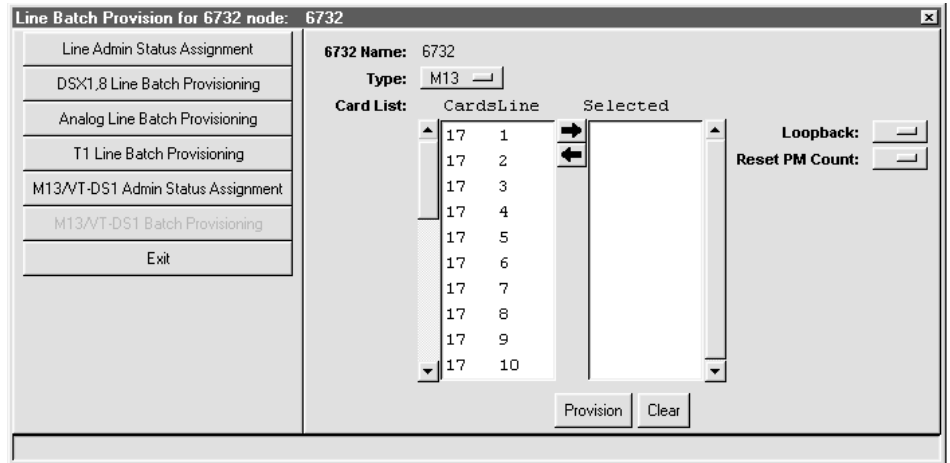 Line Batch Provision for 6732 node: 6732
Line Admin Status Assignment
DSX1,8 Line Batch Provisioning
Analog Line Batch Provisioning
T1 Line Batch Provisioning
M13/VT-DS1 Admin Status Assignment
M13/VT-DS1 Batch Provisioning
Exit
6732 Name: 6732
Type: M13
Card List: CardsLine Selected
17 1
17 2
17 3
17 4
17 5
17 6
17 7
17 8
17 9
17 10
Loopback:
Reset PM Count:
Provision Clear